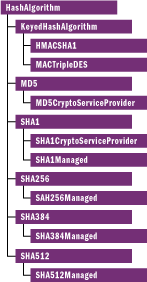 HashAlgorithm
KeyedHashAlgorithm
HMACSHA1
MACTripleDES
MD5
MD5CryptoServiceProvider
SHA1
SHA1CryptoServiceProvider
SHA1Managed
SHA256
SAH256Managed
SHA384
SHA384Managed
SHA512
SHA512Managed